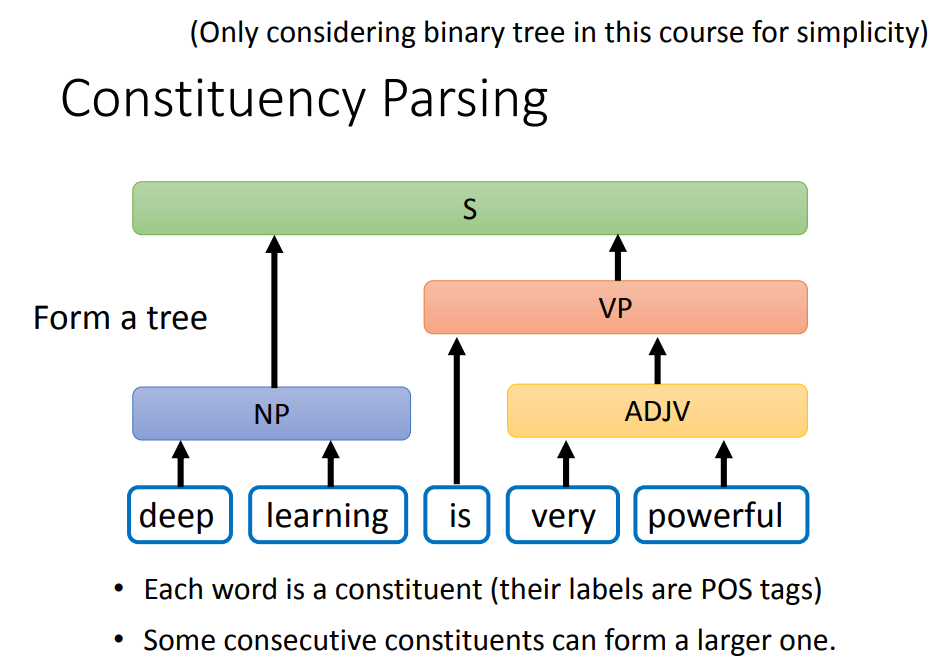 (Only considering binary tree in this course for simplicity)
Constituency Parsing
S
VP
Form a tree
NP
ADJV
deep learning is very powerful
• Each word is a constituent (their labels are POS tags)
• Some consecutive constituents can form a larger one.